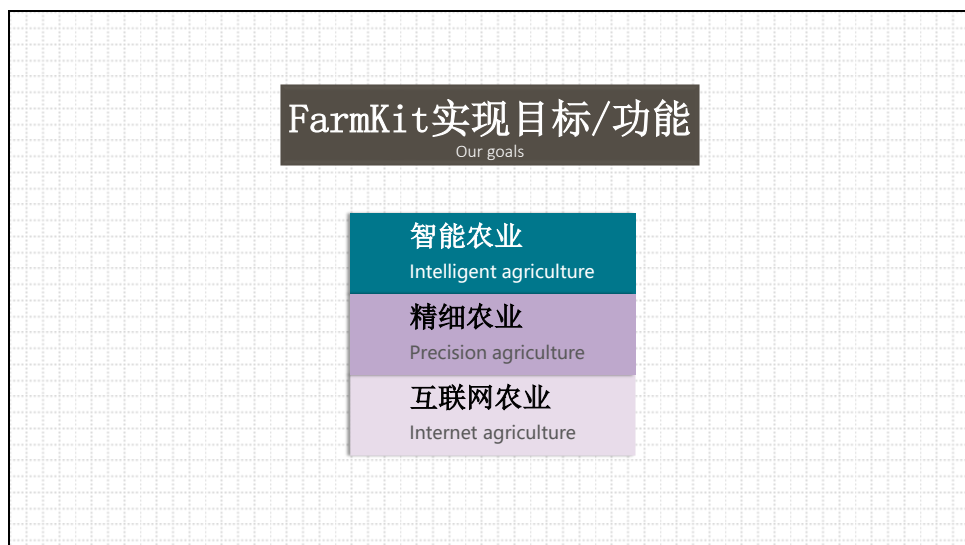 FarmKit实现目标/功能
Our goals
智能农业
Intelligent agriculture
精细农业
Precision agriculture
互联网农业
Internet agriculture